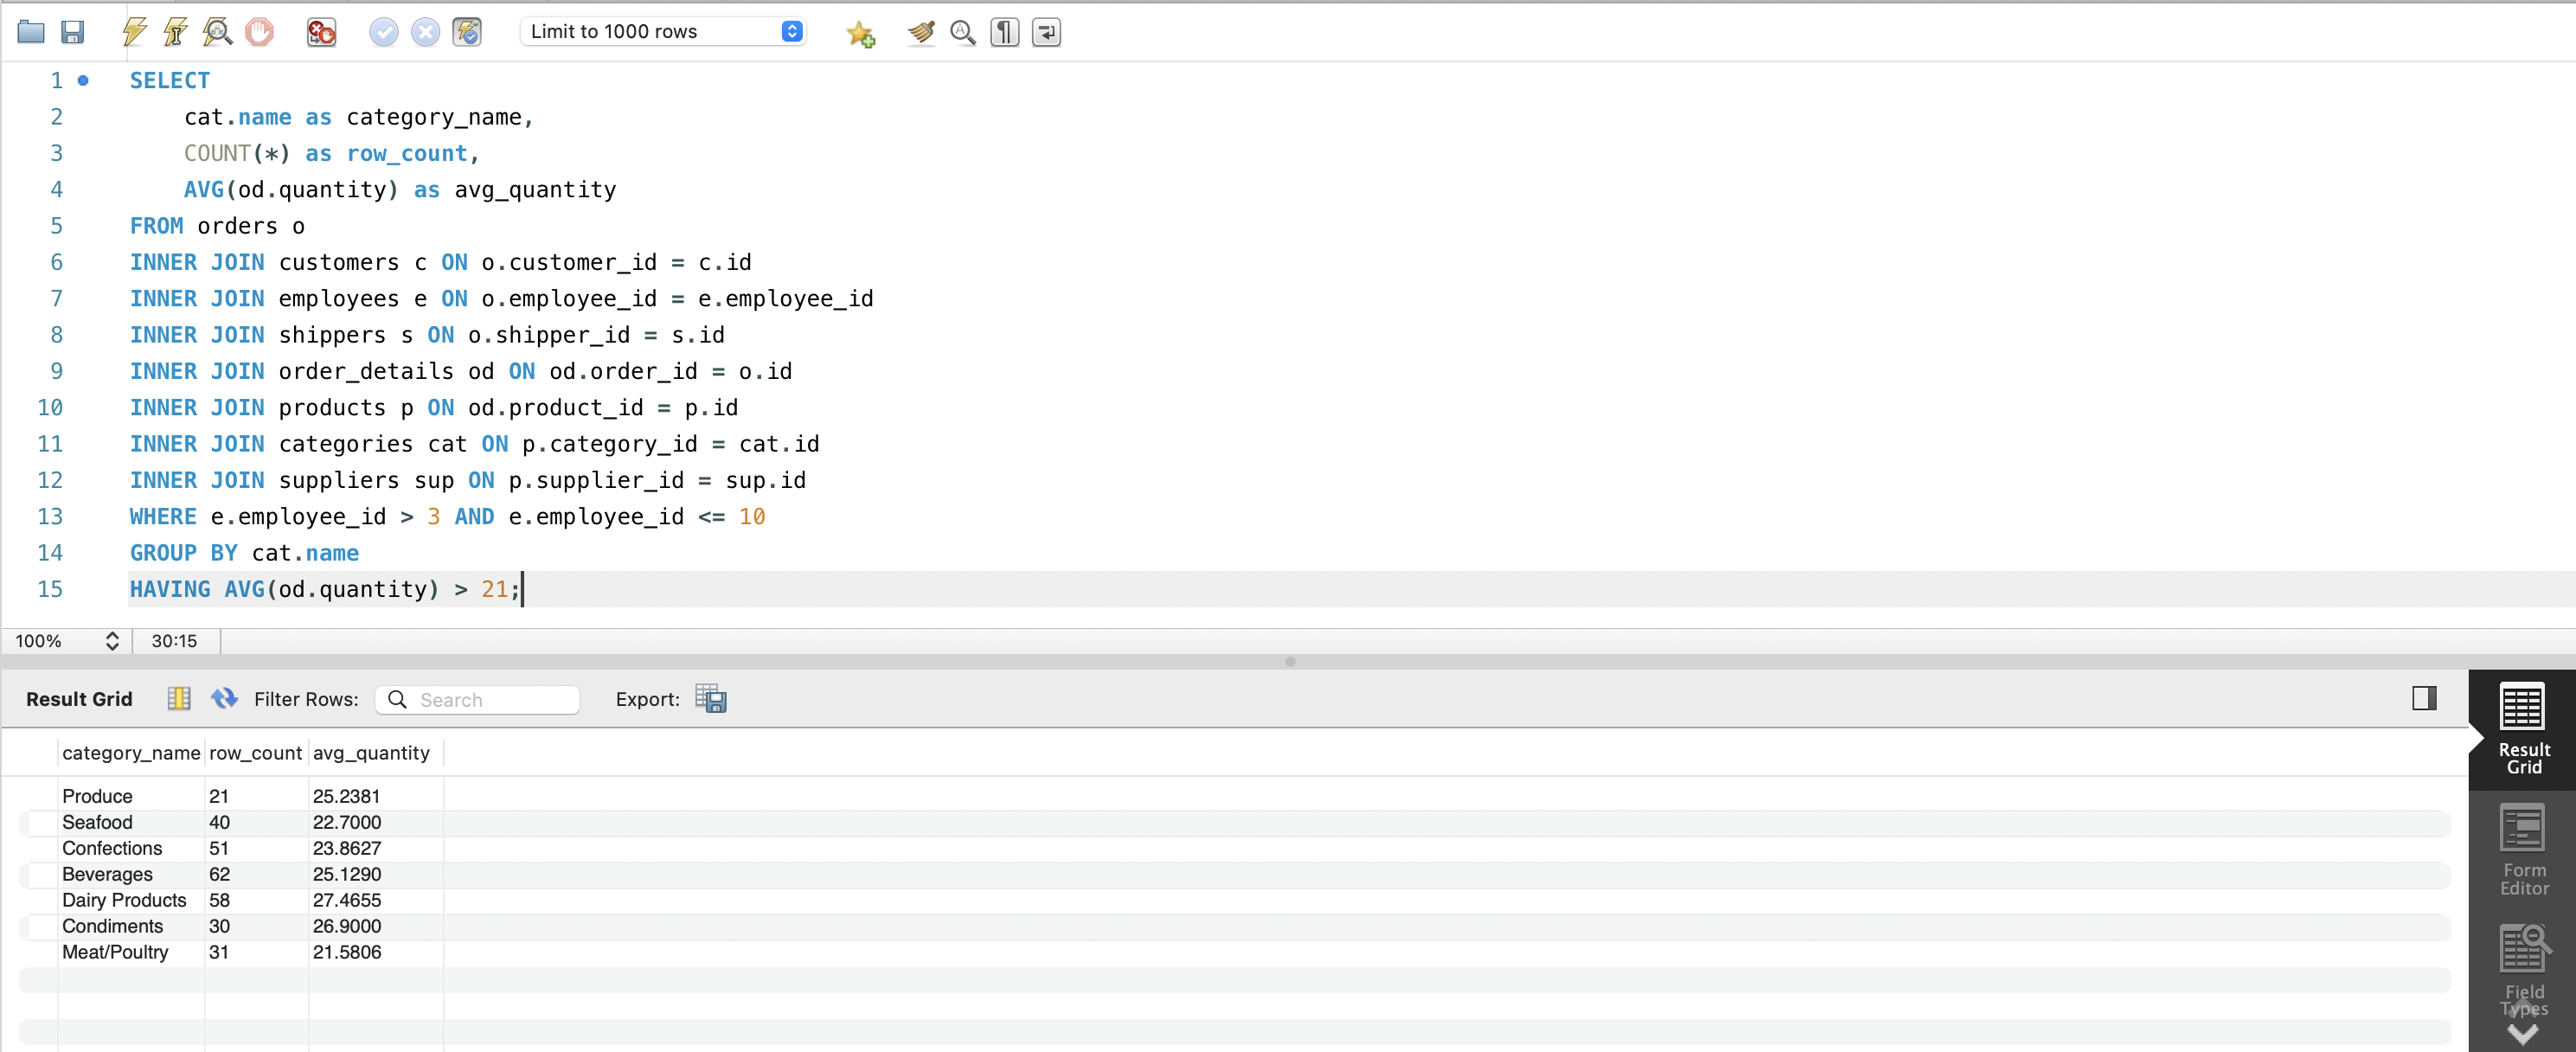 Limit to 1000 rows
1 SELECT
2 cat.name as category_name,
3 COUNT(*) as row_count,
4 AVG(od.quantity) as avg_quantity
5 FROM orders o
6 INNER JOIN customers c ON o.customer_id = c.id
7 INNER JOIN employees e ON o.employee_id = e.employee_id
8 INNER JOIN shippers s ON o.shipper_id = s.id
9 INNER JOIN order_details od ON od.order_id = o.id
10 INNER JOIN products p ON od.product_id = p.id
11 INNER JOIN categories cat ON p.category_id = cat.id
12 INNER JOIN suppliers sup ON p.supplier_id = sup.id
13 WHERE e.employee_id > 3 AND e.employee_id <= 10
14 GROUP BY cat.name
15 HAVING AVG(od.quantity) > 21;
100% 30:15
Result Grid Filter Rows: Search Export:
category_name row_count avg_quantity
Produce 21 25.2381
Seafood 40 22.7000
Confections 51 23.8627
Beverages 62 25.1290
Dairy Products 58 27.4655
Condiments 30 26.9000
Meat/Poultry 31 21.5806
Result
Grid
Form
Editor
Field
Types